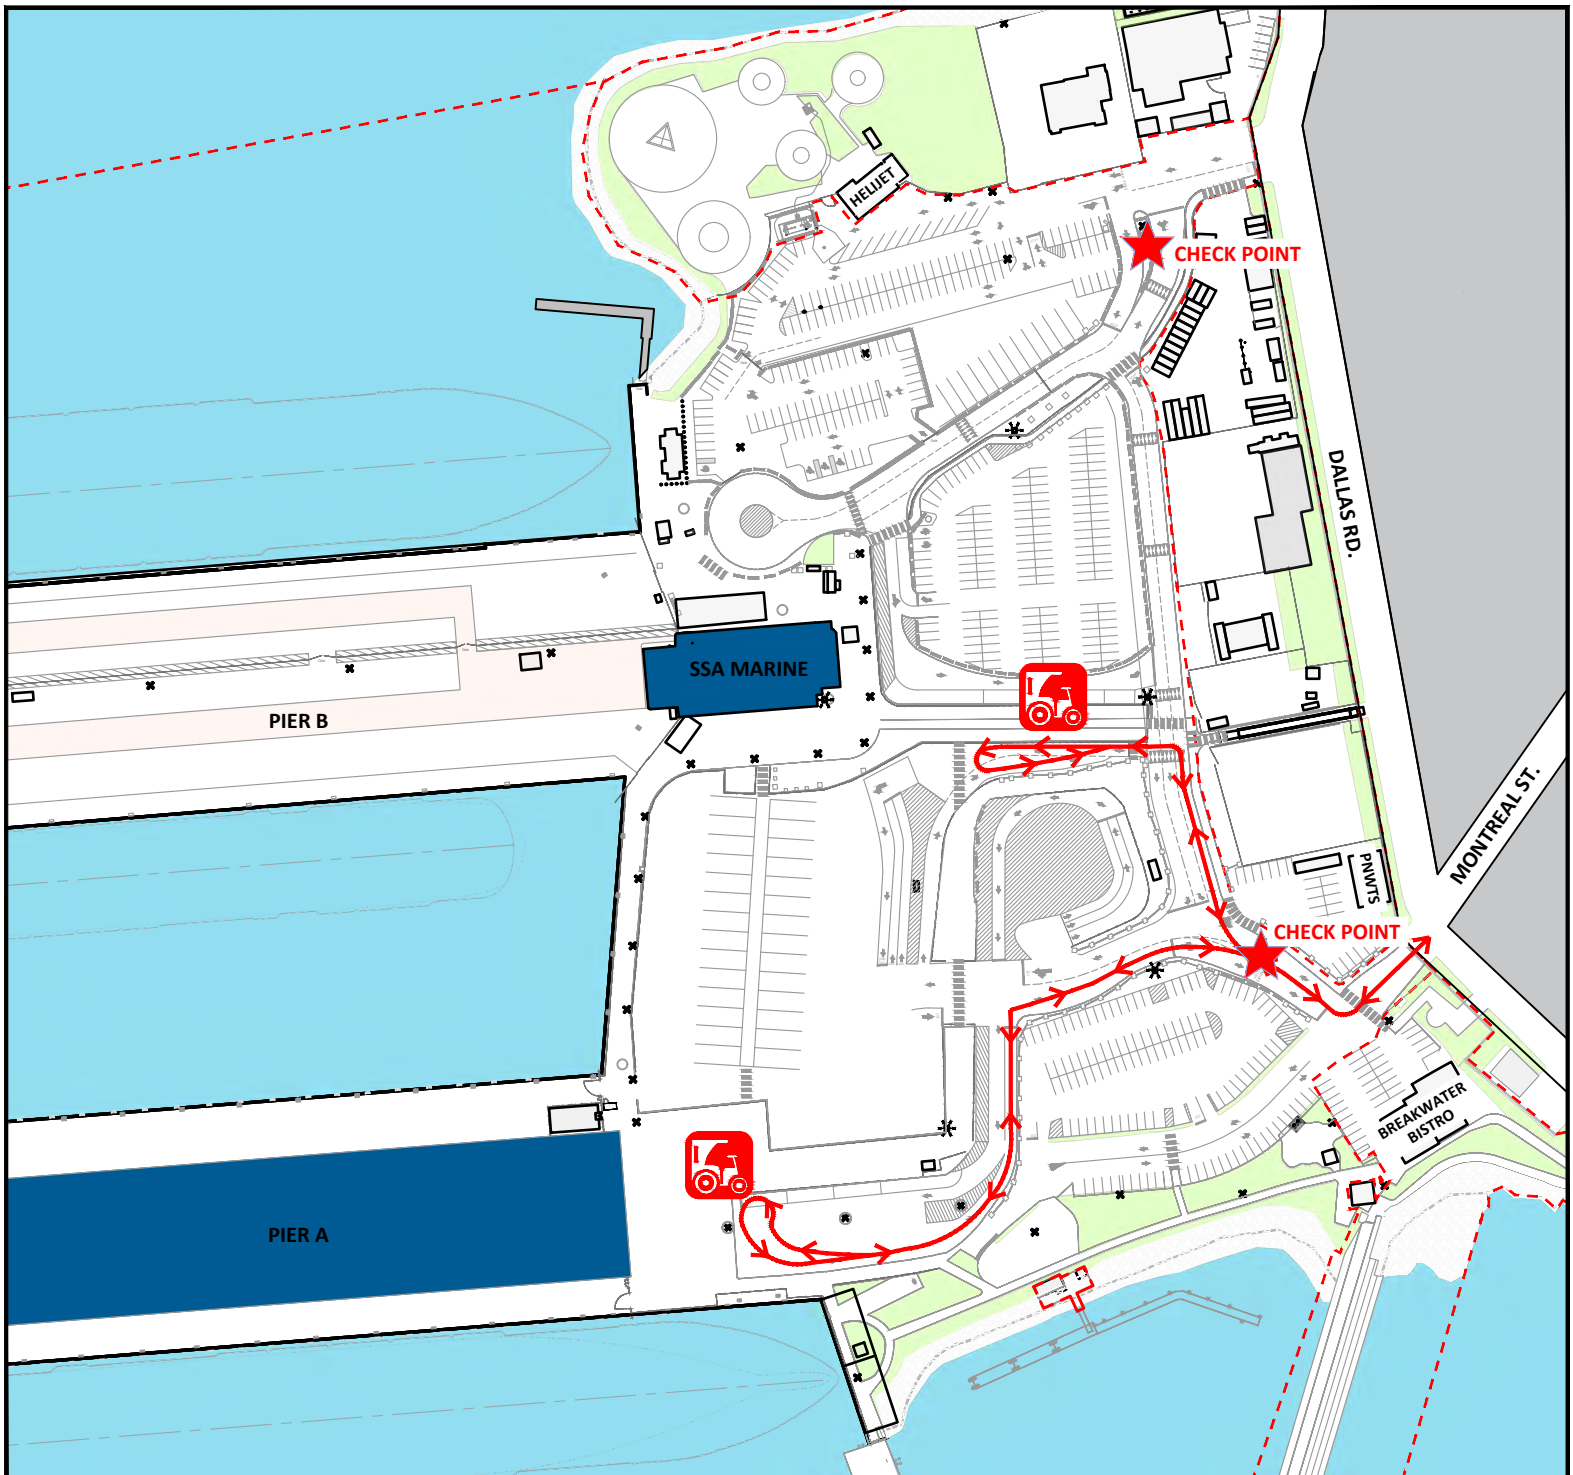 HELIJET
CHECK POINT
DALLAS RD.
SSA MARINE
PIER B
MONTREAL ST.
PNWTS
CHECK POINT
BREAKWATER
BISTRO
PIER A